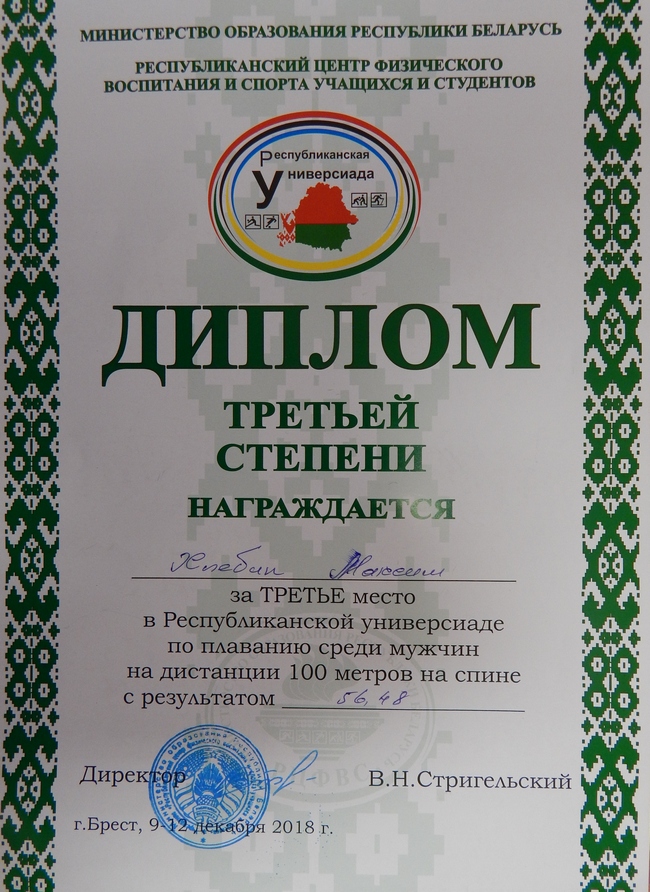 МИНИСТЕРСТВО ОБРАЗОВАНИЯ РЕСПУБЛИКИ БЕЛАРУСЬ
РЕСПУБЛИКАНСКИЙ ЦЕНТР ФИЗИЧЕСКОГО
ВОСПИТАНИЯ И СПОРТА УЧАЩИХСЯ И СТУДЕНТОВ
Республиканская
Универсиада
ДИПЛОМ
ТРЕТЬЕЙ
СТЕПЕНИ
НАГРАЖДАЕТСЯ
Хлебин Максим
за ТРЕТЬЕ место
в Республиканской универсиаде
по плаванию среди мужчин
на дистанции 100 метров на спине
с результатом 56,48
Директор В.Н.Стригельский
г.Брест, 9-12 декабря 2018 г.